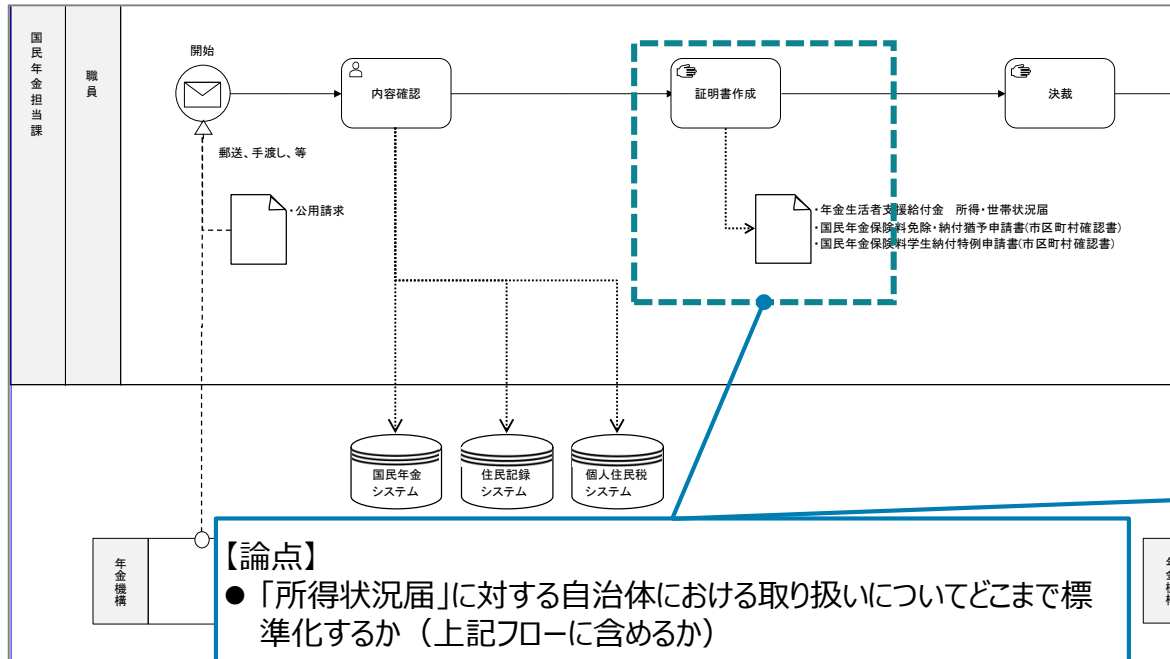 国民年金担当課
職員
開始
内容確認
証明書作成
決裁
郵送、手渡し、等
・公用請求
・年金生活者支援給付金　所得・世帯状況届
・国民年金保険料免除・納付猶予申請書(市区町村確認書)
・国民年金保険料学生納付特例申請書(市区町村確認書)
国民年金
システム
住民記録
システム
個人住民税
システム
年金機構
【論点】
● 「所得状況届」に対する自治体における取り扱いについてどこまで標
準化するか（上記フローに含めるか）
年金機構